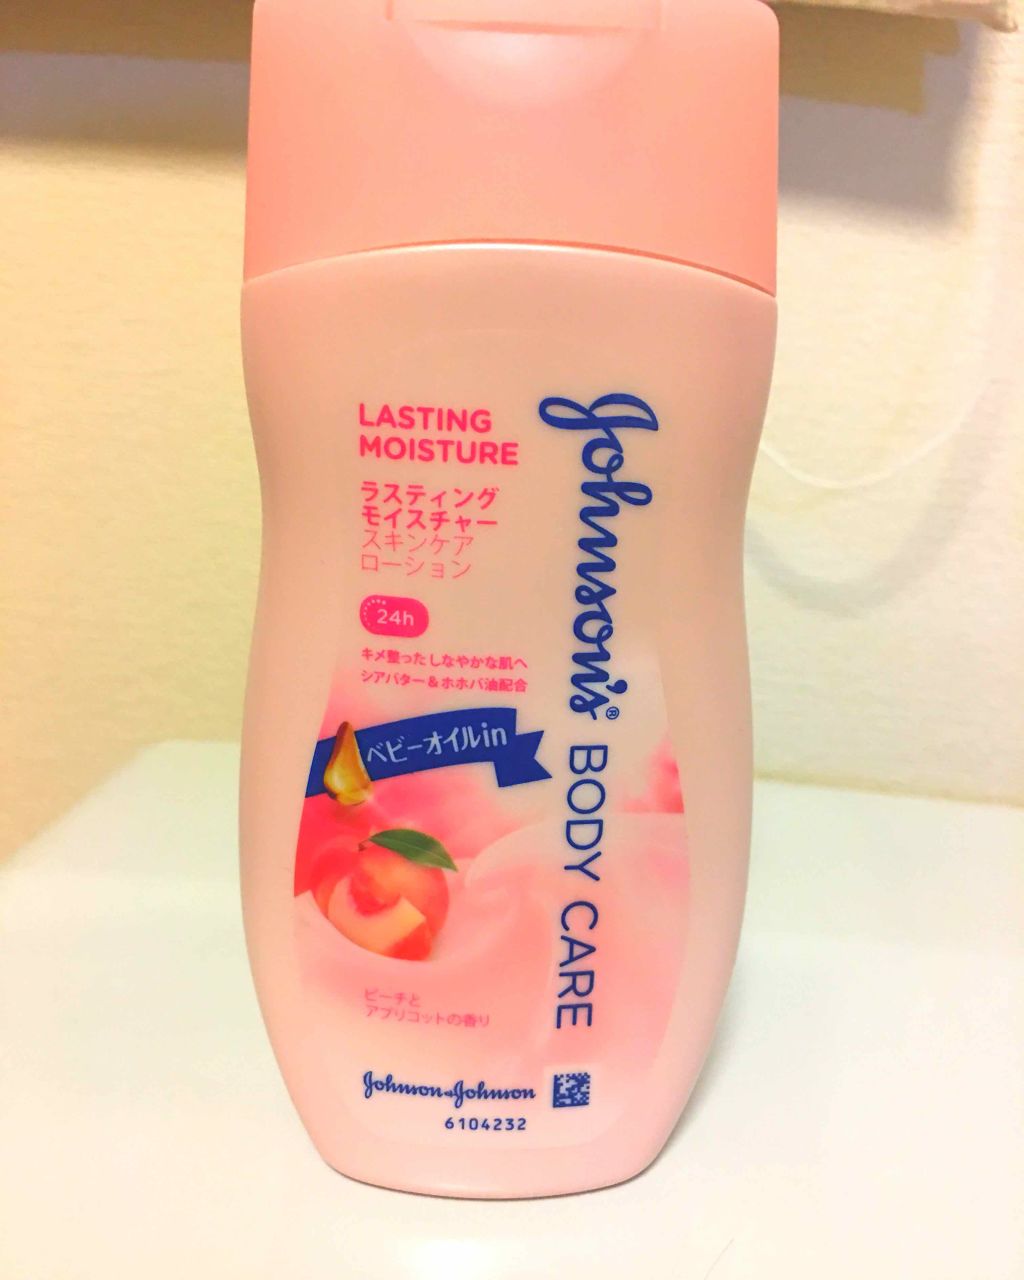 LASTING
MOISTURE
ラスティング
モイスチャー
スキンケア
ローション
24h
キメ整ったしなやかな肌へ
シアバター&ホホバ油配合
ベビーオイルin
Johnson's® BODY CARE
ピーチと
アプリコットの香り
Johnson&Johnson
6104232